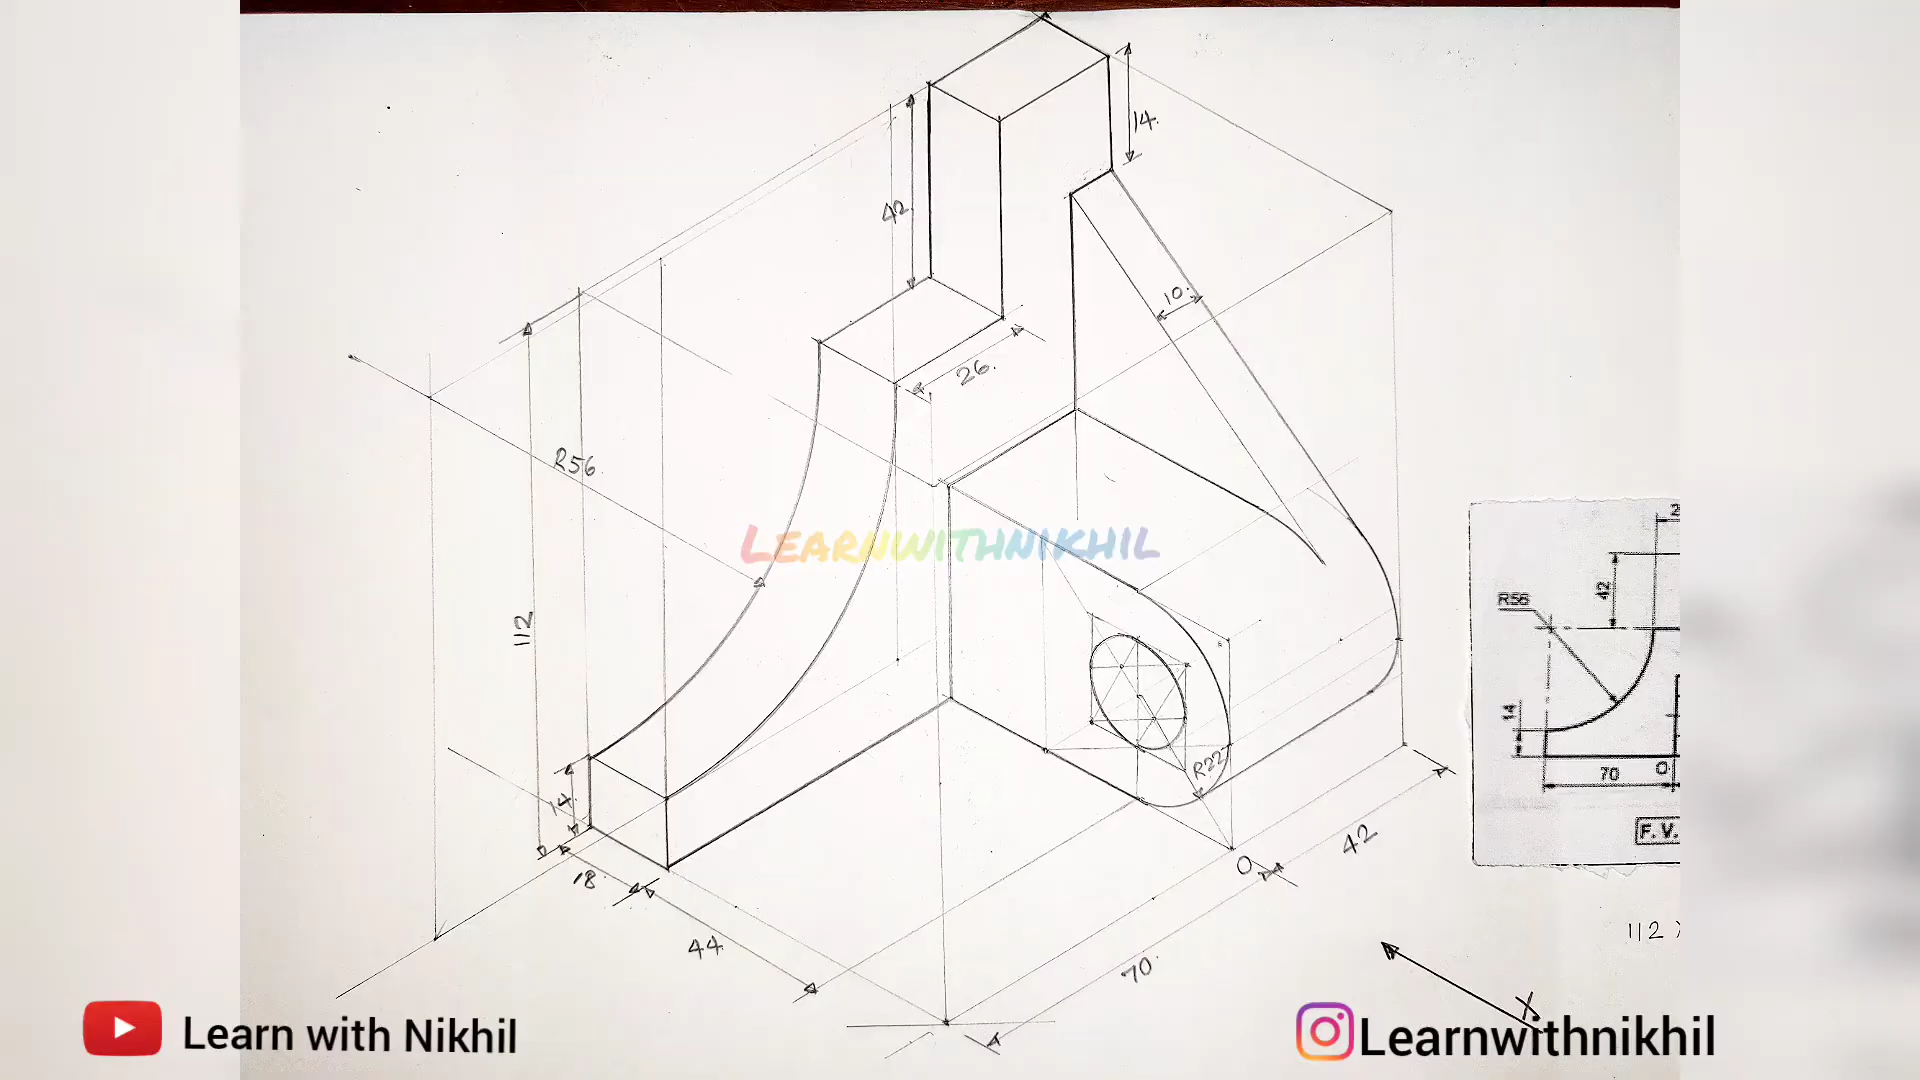 14.
42.
10.
26.
R56.
LEARNWITHNIKHIL
112
14.
18.
R22
O
42
44.
70.
X
42
R56
14
70
O
F. V.
112
Learn with Nikhil
Learnwithnikhil